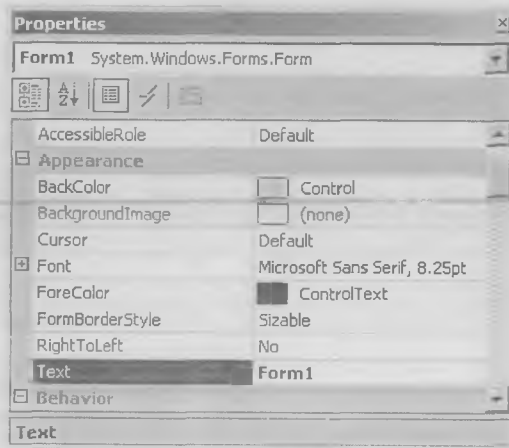 Properties
Form1 System.Windows.Forms.Form
AccessibleRole Default
Appearance
BackColor Control
BackgroundImage (none)
Cursor Default
Font Microsoft Sans Serif, 8.25pt
ForeColor ControlText
FormBorderStyle Sizable
RightToLeft No
Text Form1
Behavior
Text